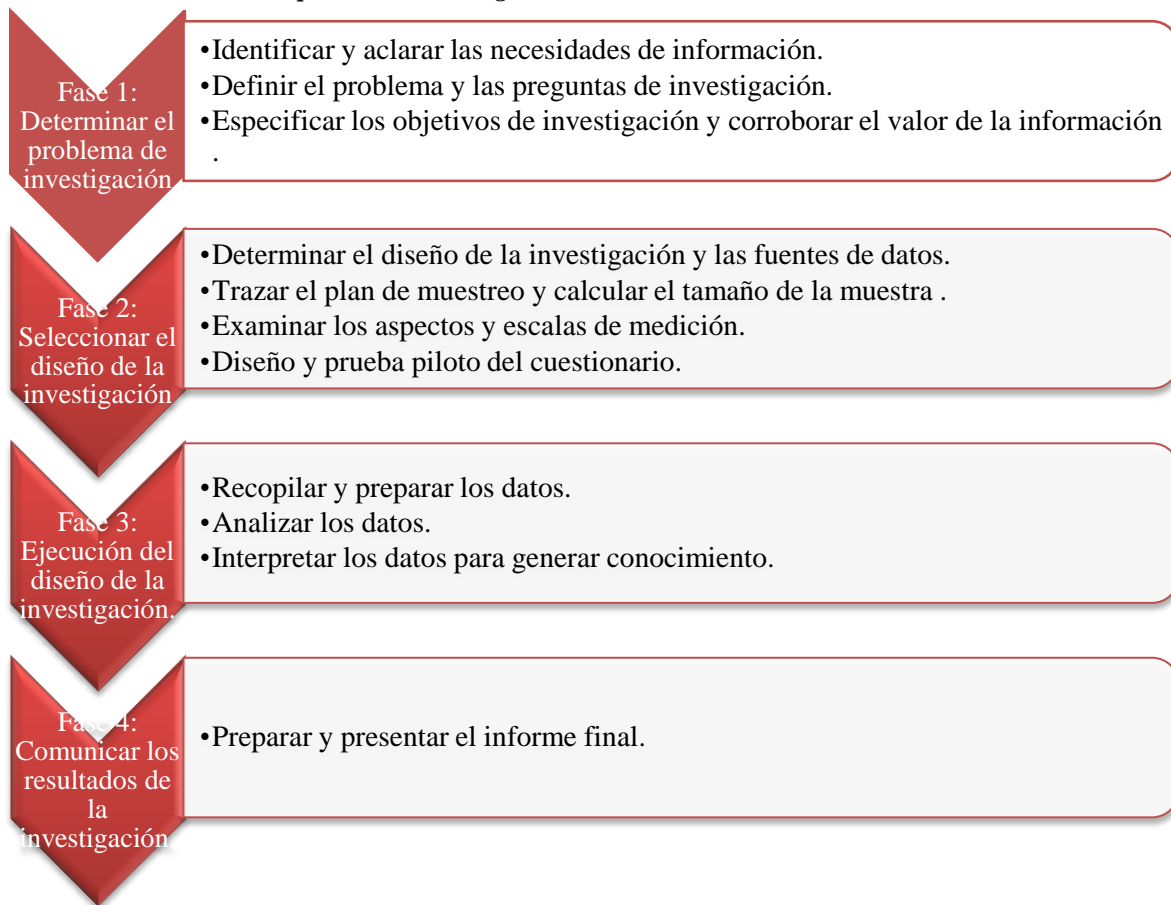 Fase 1:
Determinar el
problema de
investigación
•Identificar y aclarar las necesidades de información.
•Definir el problema y las preguntas de investigación.
•Especificar los objetivos de investigación y corroborar el valor de la información
.
Fase 2:
Seleccionar el
diseño de la
investigación
•Determinar el diseño de la investigación y las fuentes de datos.
•Trazar el plan de muestreo y calcular el tamaño de la muestra .
•Examinar los aspectos y escalas de medición.
•Diseño y prueba piloto del cuestionario.
Fase 3:
Ejecución del
diseño de la
investigación.
•Recopilar y preparar los datos.
•Analizar los datos.
•Interpretar los datos para generar conocimiento.
Fase 4:
Comunicar los
resultados de
la
investigación.
•Preparar y presentar el informe final.